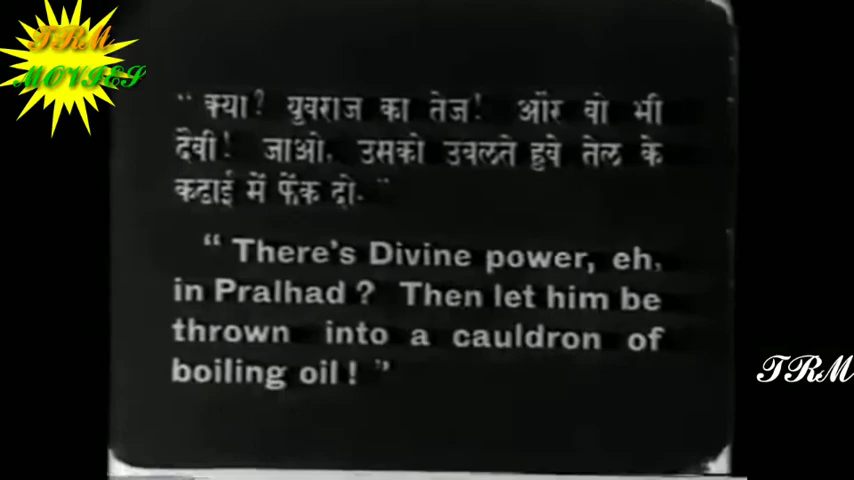 TRM
MOVIES
“ क्या? युवराज का तेज! और वो भी
दैवी! जाओ, उसको उबलते हुवे तेल के
कढाई में फेंक दो. ”
“ There's Divine power, eh,
in Pralhad ? Then let him be
thrown into a cauldron of
boiling oil ! ”
TRM